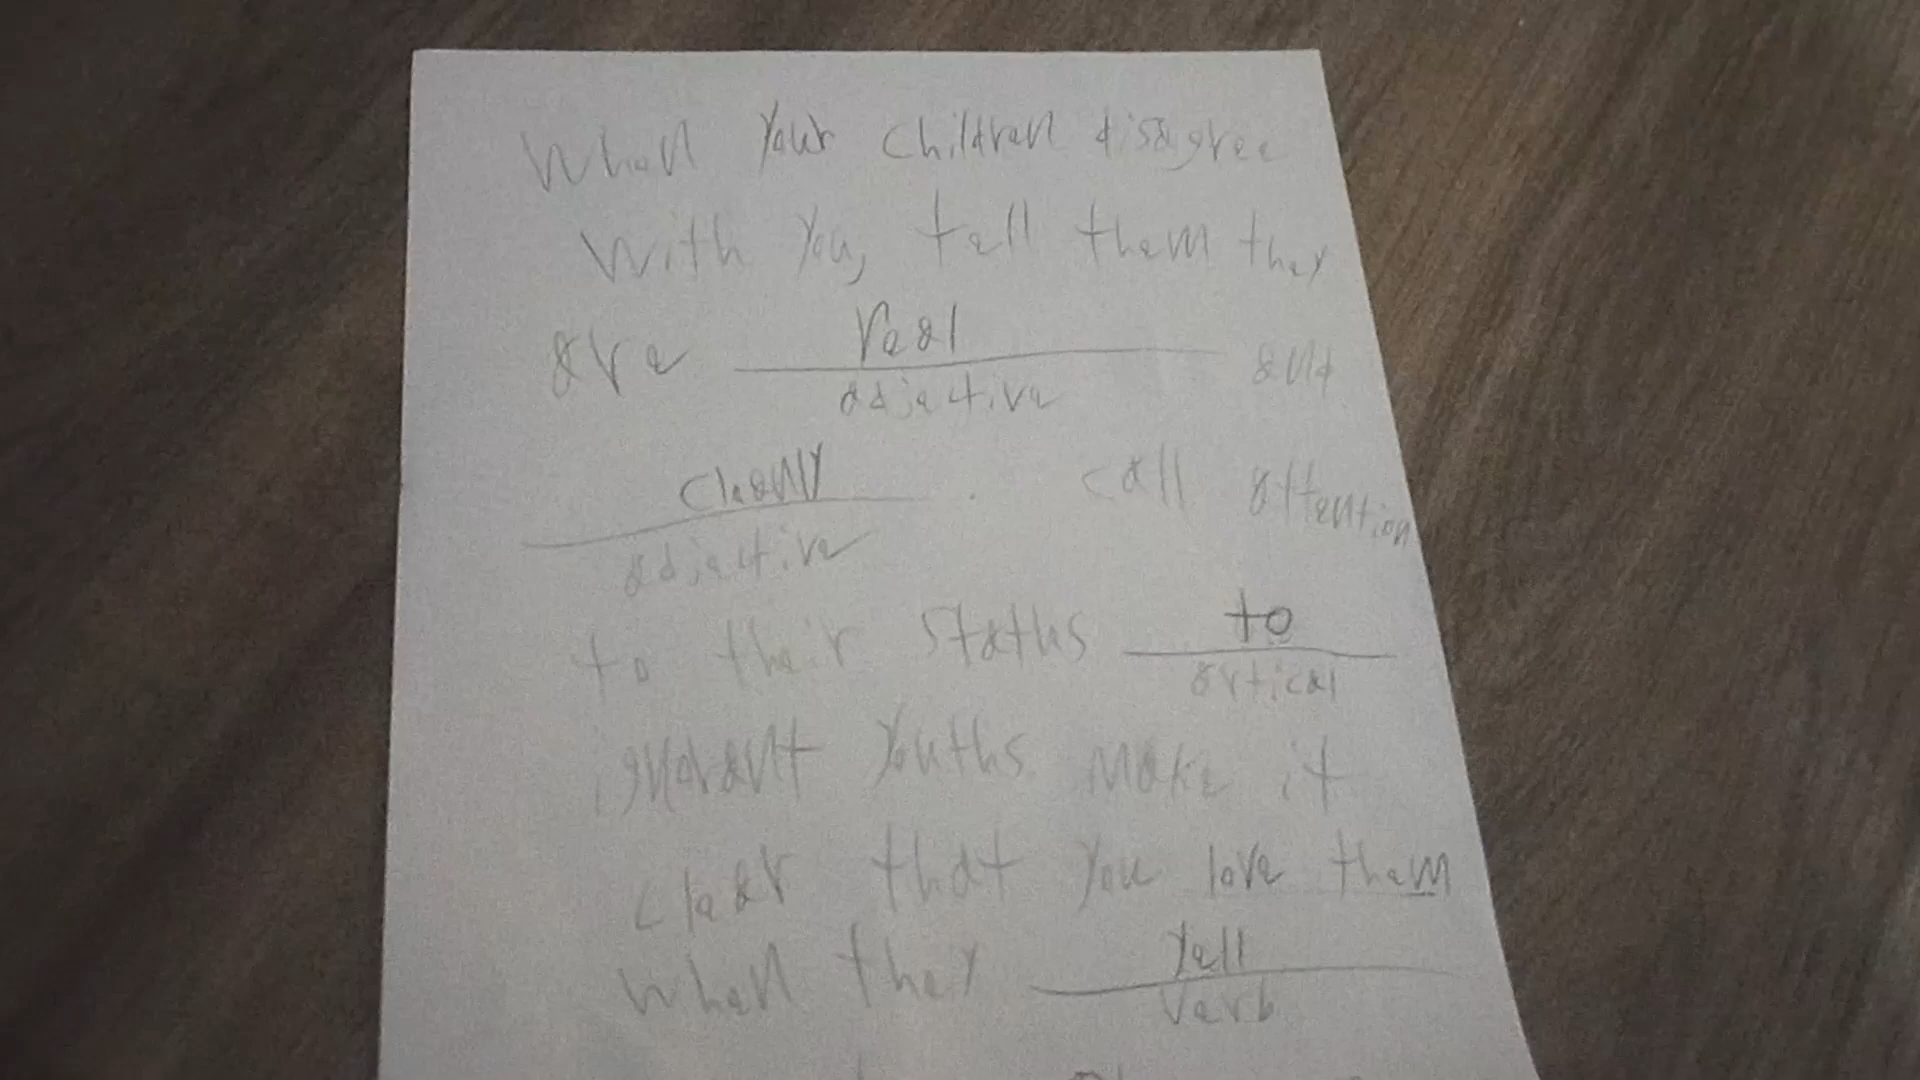 When your children disagree
with you, tell them they
are real and
adjective
cleanly . call attention
adjective
to their status to
artical
ignorant youths make it
clear that you love them
when they yell
verb